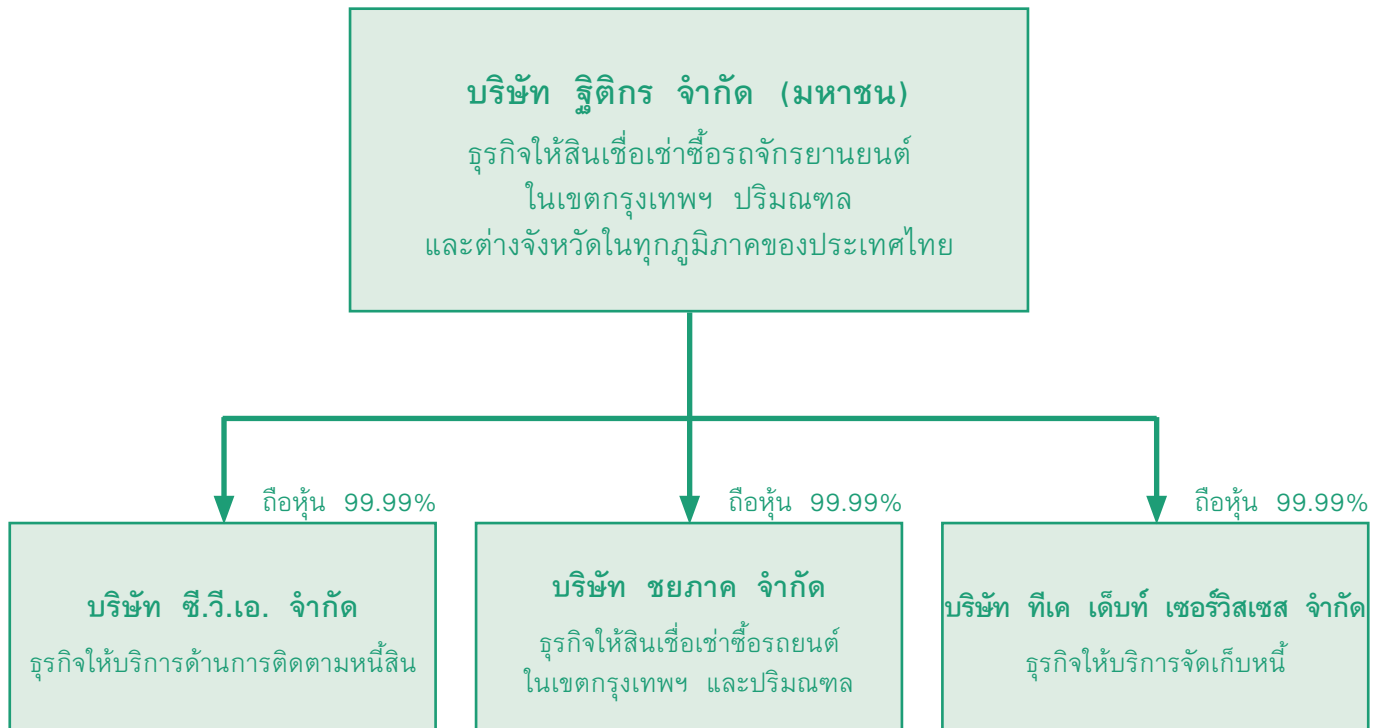 บริษัท ฐิติกร จำกัด (มหาชน)
ธุรกิจให้สินเชื่อเช่าซื้อรถจักรยานยนต์
ในเขตกรุงเทพฯ ปริมณฑล
และต่างจังหวัดในทุกภูมิภาคของประเทศไทย
ถือหุ้น 99.99%
ถือหุ้น 99.99%
ถือหุ้น 99.99%
บริษัท ซี.วี.เอ. จำกัด
ธุรกิจให้บริการด้านการติดตามหนี้สิน
บริษัท ชยภาค จำกัด
ธุรกิจให้สินเชื่อเช่าซื้อรถยนต์
ในเขตกรุงเทพฯ และปริมณฑล
บริษัท ทีเค เด็บท์ เซอร์วิสเซส จำกัด
ธุรกิจให้บริการจัดเก็บหนี้